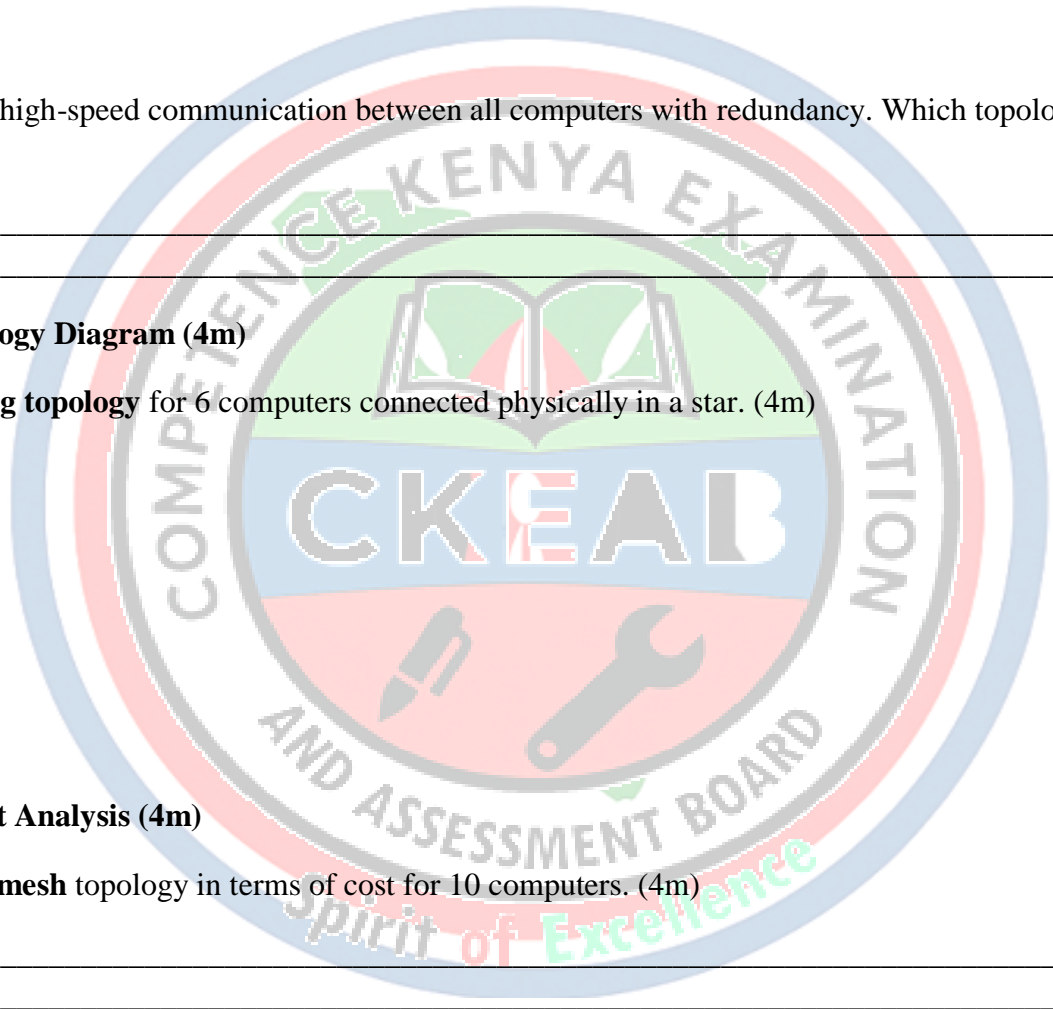 high-speed communication between all computers with redundancy. Which topolo
ogy Diagram (4m)
g topology for 6 computers connected physically in a star. (4m)
t Analysis (4m)
mesh topology in terms of cost for 10 computers. (4m)
COMPETENCE KENYA EXAMINATION
CKEAB
AND ASSESSMENT BOARD
Spirit of Excellence